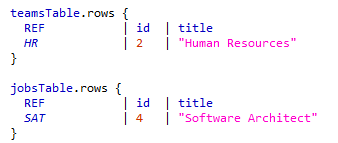 teamsTable.rows {
  REF            | id  | title
  HR             | 2   | "Human Resources"
}
jobsTable.rows {
  REF            | id  | title
  SAT            | 4   | "Software Architect"
}